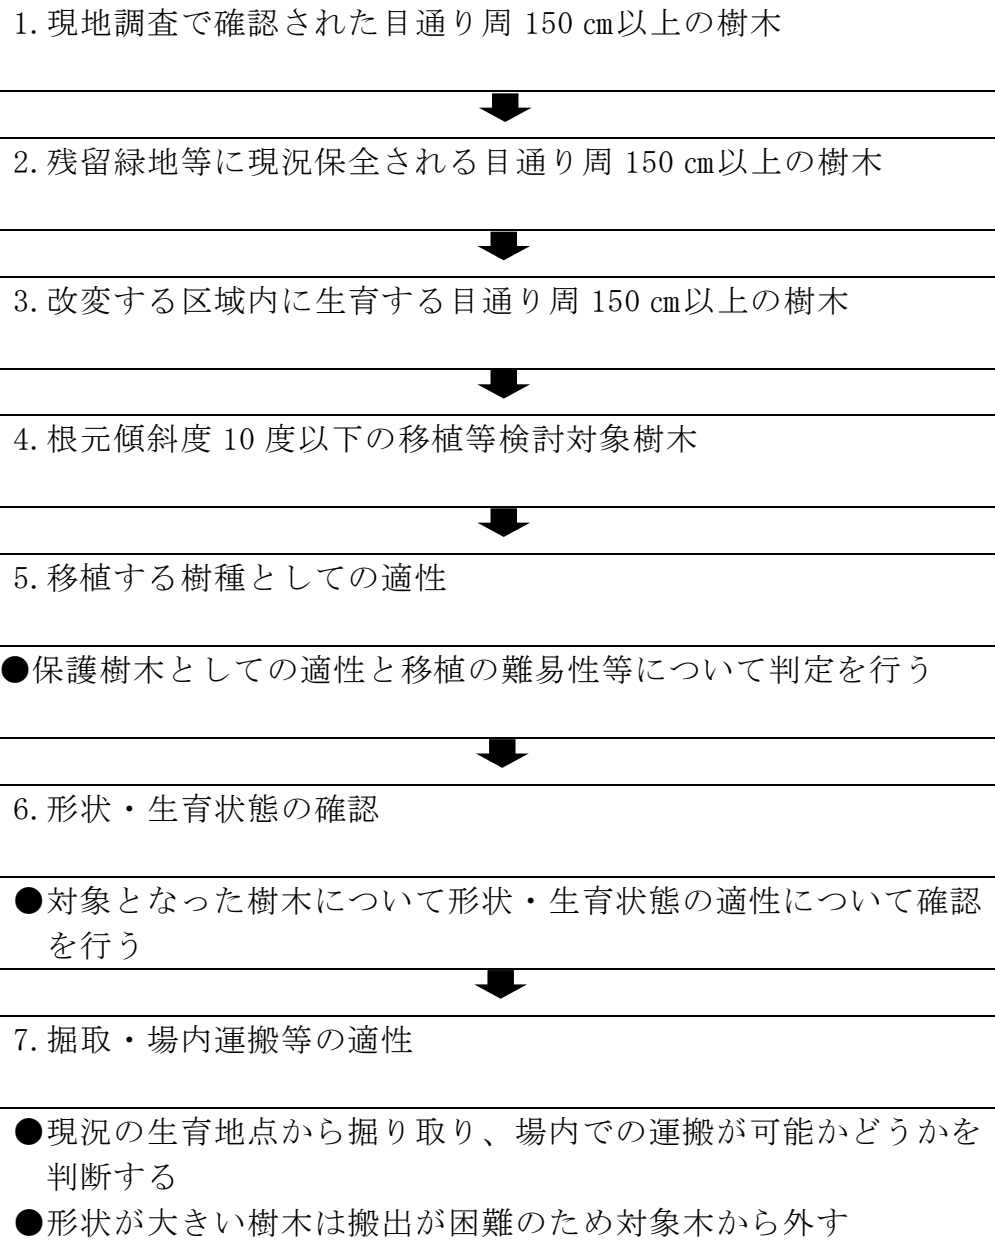 1.現地調査で確認された目通り周 150 ㎝以上の樹木
2.残留緑地等に現況保全される目通り周 150 ㎝以上の樹木
3.改変する区域内に生育する目通り周 150 ㎝以上の樹木
4.根元傾斜度 10 度以下の移植等検討対象樹木
5.移植する樹種としての適性
●保護樹木としての適性と移植の難易性等について判定を行う
6.形状・生育状態の確認
●対象となった樹木について形状・生育状態の適性について確認
を行う
7.掘取・場内運搬等の適性
●現況の生育地点から掘り取り、場内での運搬が可能かどうかを
判断する
●形状が大きい樹木は搬出が困難のため対象木から外す